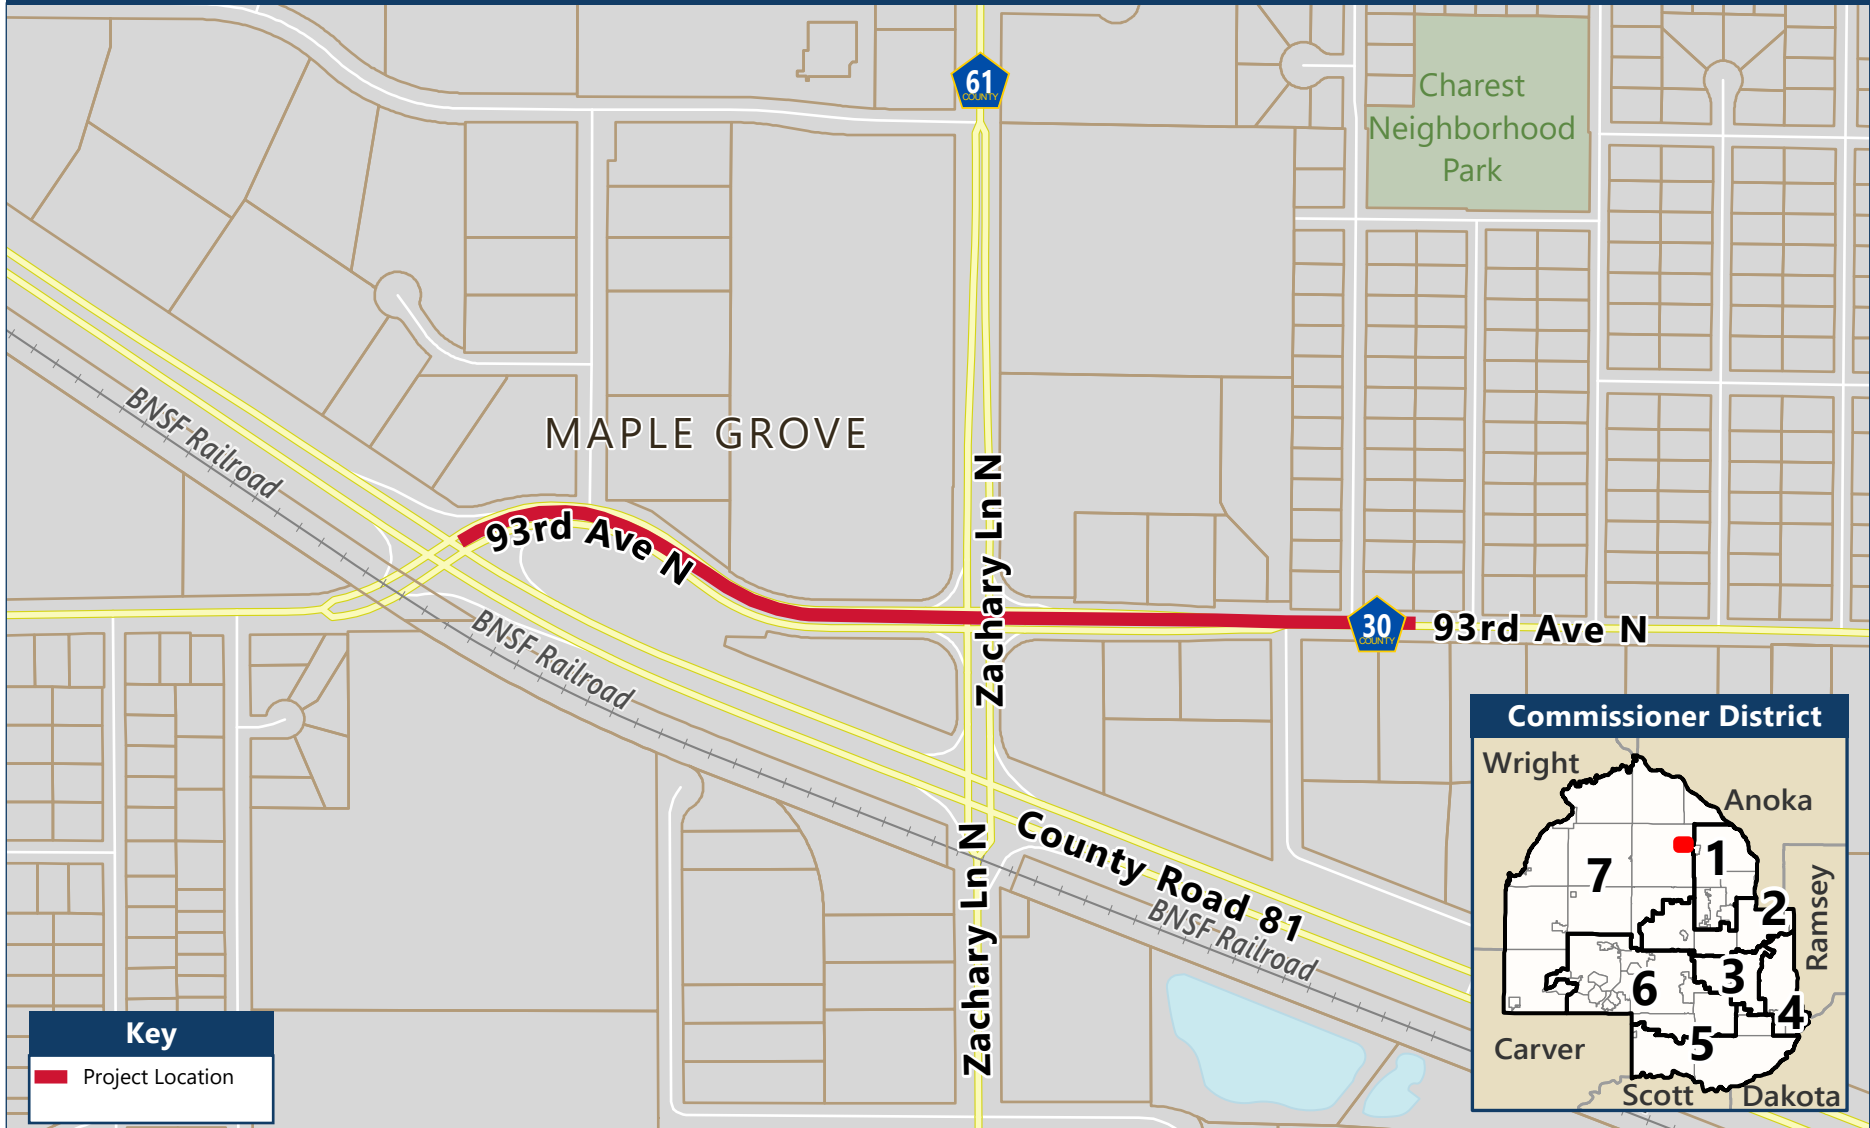 61
COUNTY
Charest
Neighborhood
Park
BNSF Railroad
MAPLE GROVE
Zachary Ln N
93rd Ave N
30
COUNTY
93rd Ave N
BNSF Railroad
Zachary Ln N
County Road 81
BNSF Railroad
Key
Project Location
Commissioner District
Wright
Anoka
7
1
2
Ramsey
6
3
4
Carver
5
Scott
Dakota